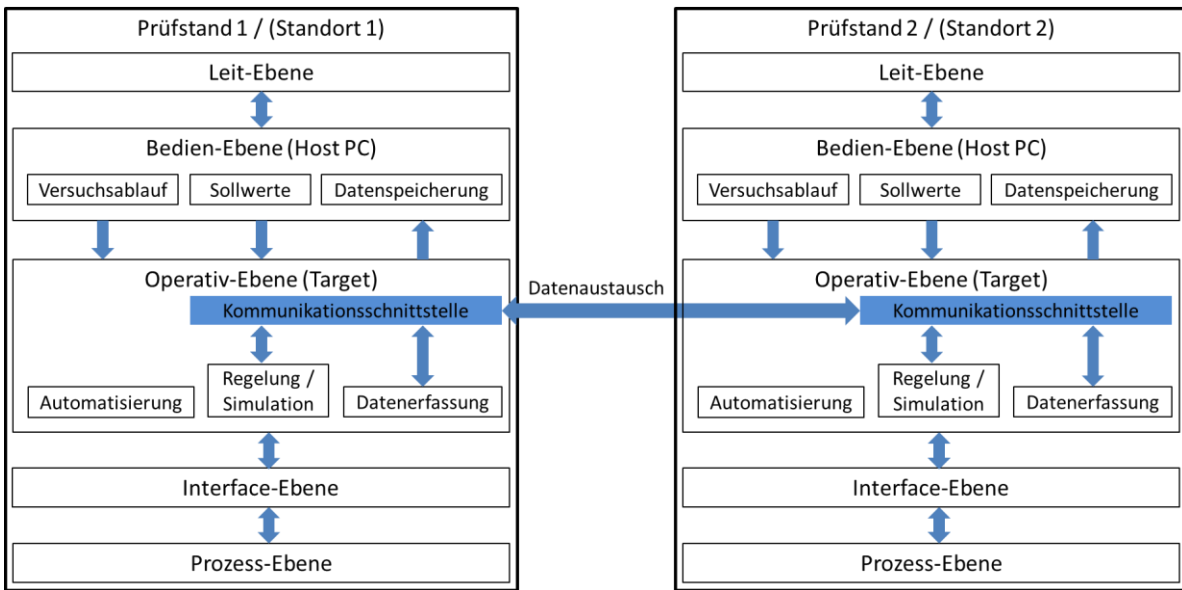 Prüfstand 1 / (Standort 1)
Leit-Ebene
Bedien-Ebene (Host PC)
Versuchsablauf
Sollwerte
Datenspeicherung
Operativ-Ebene (Target)
Kommunikationsschnittstelle
Regelung /
Simulation
Automatisierung
Datenerfassung
Interface-Ebene
Prozess-Ebene
Datenaustausch
Prüfstand 2 / (Standort 2)
Leit-Ebene
Bedien-Ebene (Host PC)
Versuchsablauf
Sollwerte
Datenspeicherung
Operativ-Ebene (Target)
Kommunikationsschnittstelle
Regelung /
Simulation
Automatisierung
Datenerfassung
Interface-Ebene
Prozess-Ebene